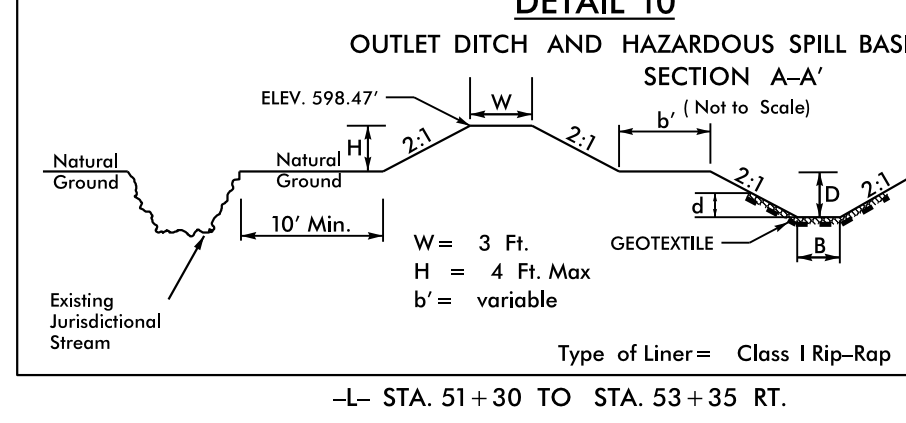 DETAIL 10
OUTLET DITCH AND HAZARDOUS SPILL BAS
SECTION A–A'
( Not to Scale)
ELEV. 598.47'
W
b'
H
2:1
2:1
Natural
Ground
Natural
Ground
2:1
d
D
2:1
10' Min.
GEOTEXTILE
B
W = 3 Ft.
H = 4 Ft. Max
b' = variable
Existing
Jurisdictional
Stream
Type of Liner = Class I Rip–Rap
–L– STA. 51+30 TO STA. 53+35 RT.